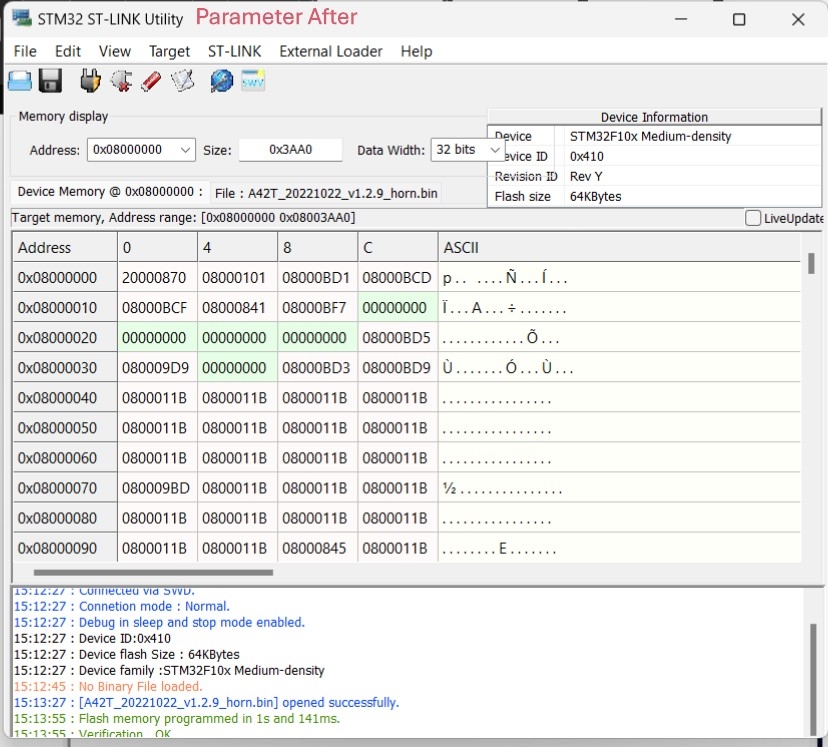 STM32 ST-LINK Utility Parameter After
File Edit View Target ST-LINK External Loader Help
SWV
Memory display
Address: 0x08000000 Size: 0x3AA0 Data Width: 32 bits
Device Information
Device STM32F10x Medium-density
Device ID 0x410
Revision ID Rev Y
Flash size 64KBytes
Device Memory @ 0x08000000 : File : A42T_20221022_v1.2.9_horn.bin
Target memory, Address range: [0x08000000 0x08003AA0] LiveUpdate
Address 0 4 8 C ASCII
0x08000000 20000870 08000101 08000BD1 08000BCD p.. ....Ñ...Í...
0x08000010 08000BCF 08000841 08000BF7 00000000 Ï...A...÷.......
0x08000020 00000000 00000000 00000000 08000BD5 ............Õ...
0x08000030 080009D9 00000000 08000BD3 08000BD9 Ù.......Ó...Ù...
0x08000040 0800011B 0800011B 0800011B 0800011B ................
0x08000050 0800011B 0800011B 0800011B 0800011B ................
0x08000060 0800011B 0800011B 0800011B 0800011B ................
0x08000070 080009BD 0800011B 0800011B 0800011B ½...............
0x08000080 0800011B 0800011B 0800011B 0800011B ................
0x08000090 0800011B 0800011B 08000845 0800011B ........E.......
15:12:27 : Connected via SWD.
15:12:27 : Connetion mode : Normal.
15:12:27 : Debug in sleep and stop mode enabled.
15:12:27 : Device ID:0x410
15:12:27 : Device flash Size : 64KBytes
15:12:27 : Device family :STM32F10x Medium-density
15:12:45 : No Binary File loaded.
15:13:27 : [A42T_20221022_v1.2.9_horn.bin] opened successfully.
15:13:55 : Flash memory programmed in 1s and 141ms.
15:13:55 : Verification...OK